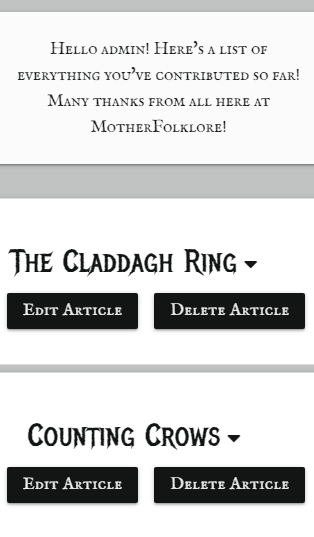 Hello admin! Here's a list of
everything you've contributed so far!
Many thanks from all here at
MotherFolklore!
The Claddagh Ring
Edit Article Delete Article
Counting Crows
Edit Article Delete Article